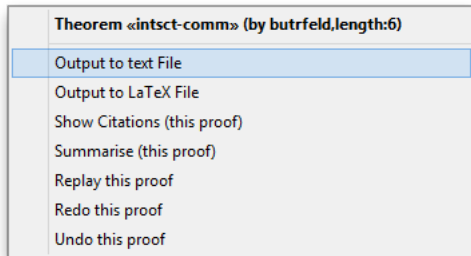 Theorem «intsct-comm» (by butrfeld,length:6)
Output to text File
Output to LaTeX File
Show Citations (this proof)
Summarise (this proof)
Replay this proof
Redo this proof
Undo this proof